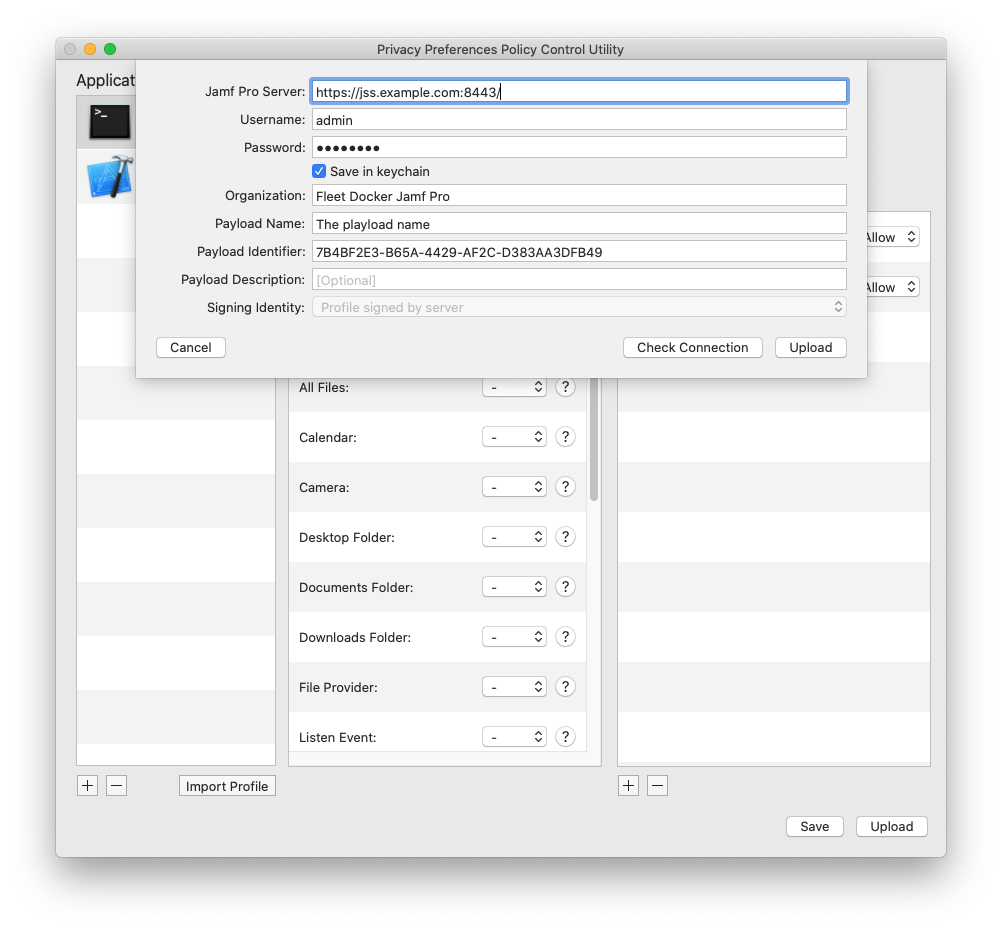 Privacy Preferences Policy Control Utility
Applicat
>_
Jamf Pro Server: https://jss.example.com:8443/
Username: admin
Password: ●●●●●●●●
Save in keychain
Organization: Fleet Docker Jamf Pro
Payload Name: The playload name
Payload Identifier: 7B4BF2E3-B65A-4429-AF2C-D383AA3DFB49
Payload Description: [Optional]
Signing Identity: Profile signed by server
Cancel Check Connection Upload
Allow
Allow
All Files: - ?
Calendar: - ?
Camera: - ?
Desktop Folder: - ?
Documents Folder: - ?
Downloads Folder: - ?
File Provider: - ?
Listen Event: - ?
+ − Import Profile + −
Save Upload